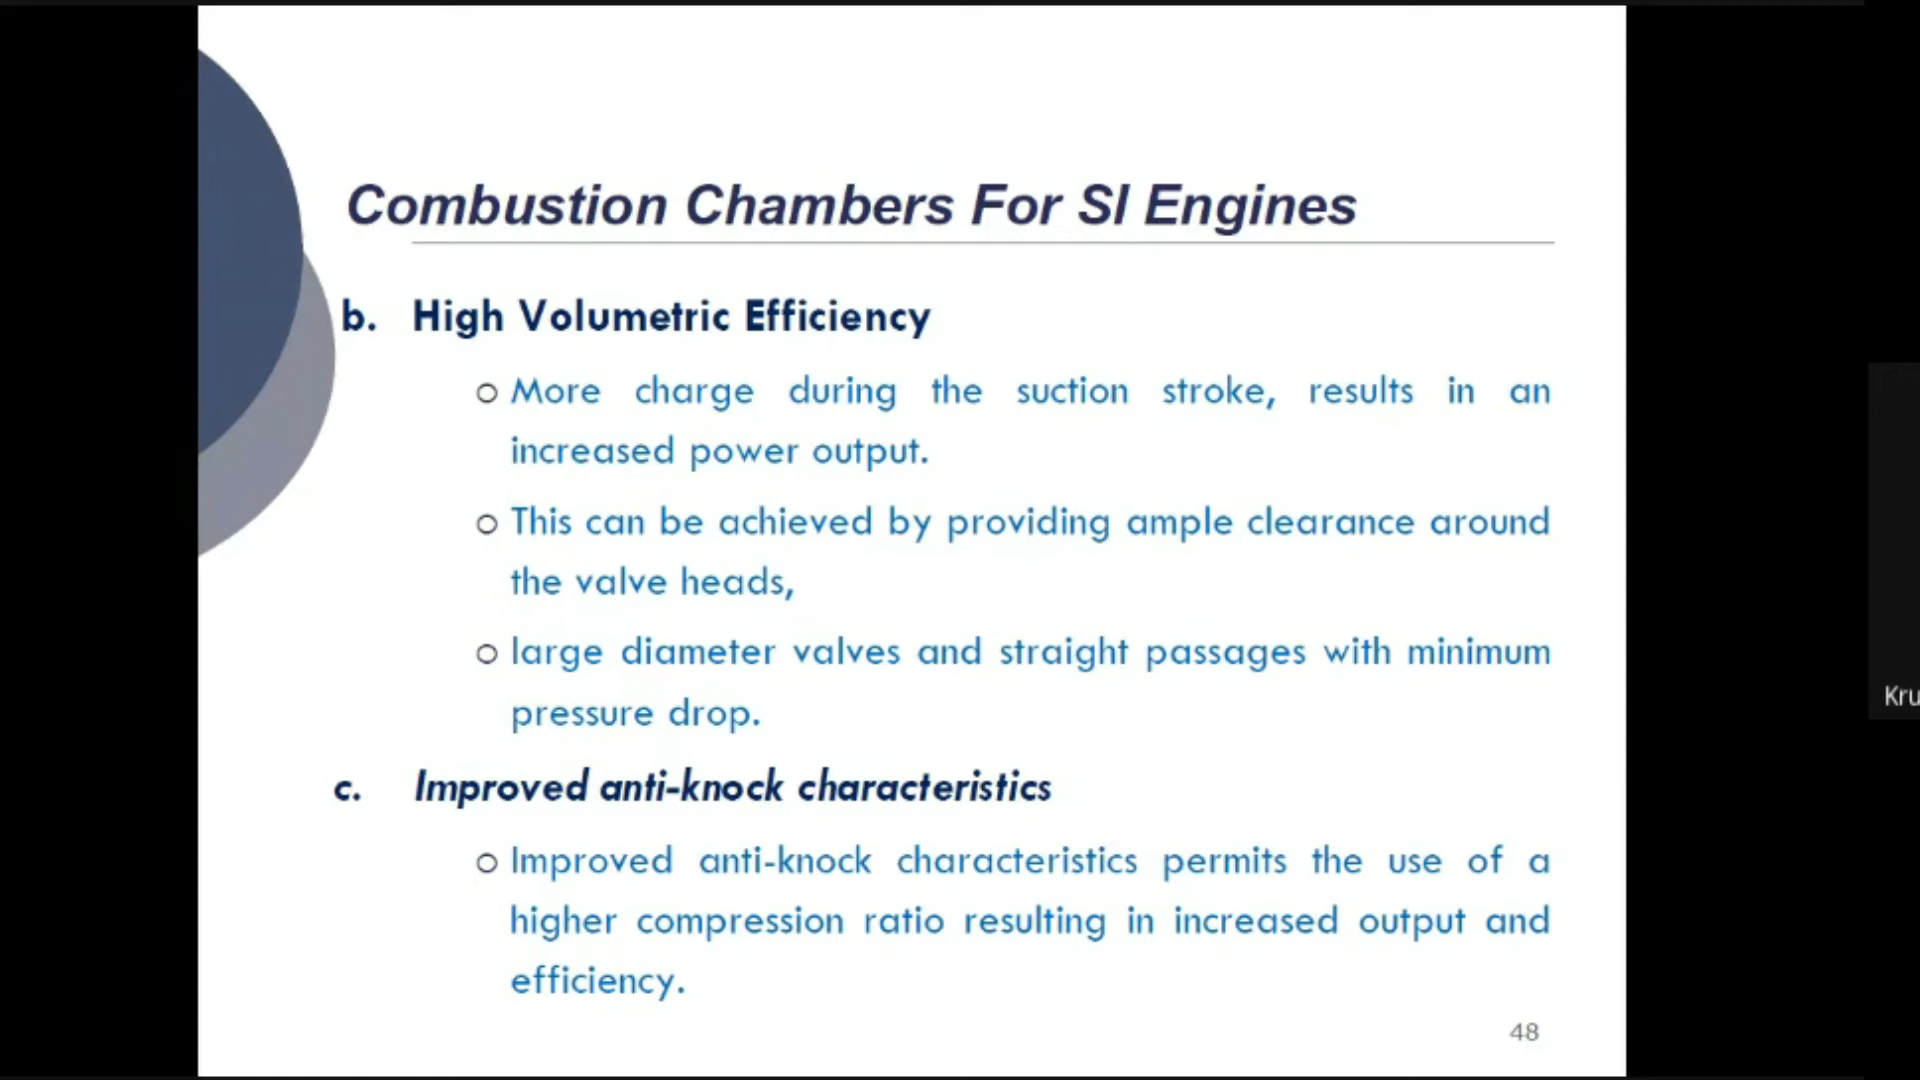 Combustion Chambers For SI Engines
b. High Volumetric Efficiency
More charge during the suction stroke, results in an
increased power output.
This can be achieved by providing ample clearance around
the valve heads,
large diameter valves and straight passages with minimum
pressure drop.
Kru
c. Improved anti-knock characteristics
Improved anti-knock characteristics permits the use of a
higher compression ratio resulting in increased output and
efficiency.
48